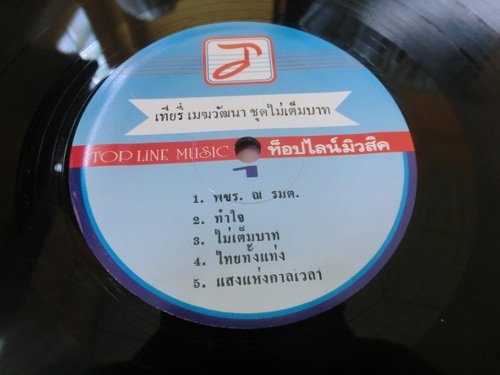 เทียรี่ เมฆวัฒนา ชุดไม่เต็มบาท
TOP LINE MUSIC ท็อปไลน์มิวสิค
1
1. พชร. ณ รมต.
2. ทำใจ
3. ไม่เต็มบาท
4. ไทยทั้งแท่ง
5. แสงแห่งกาลเวลา